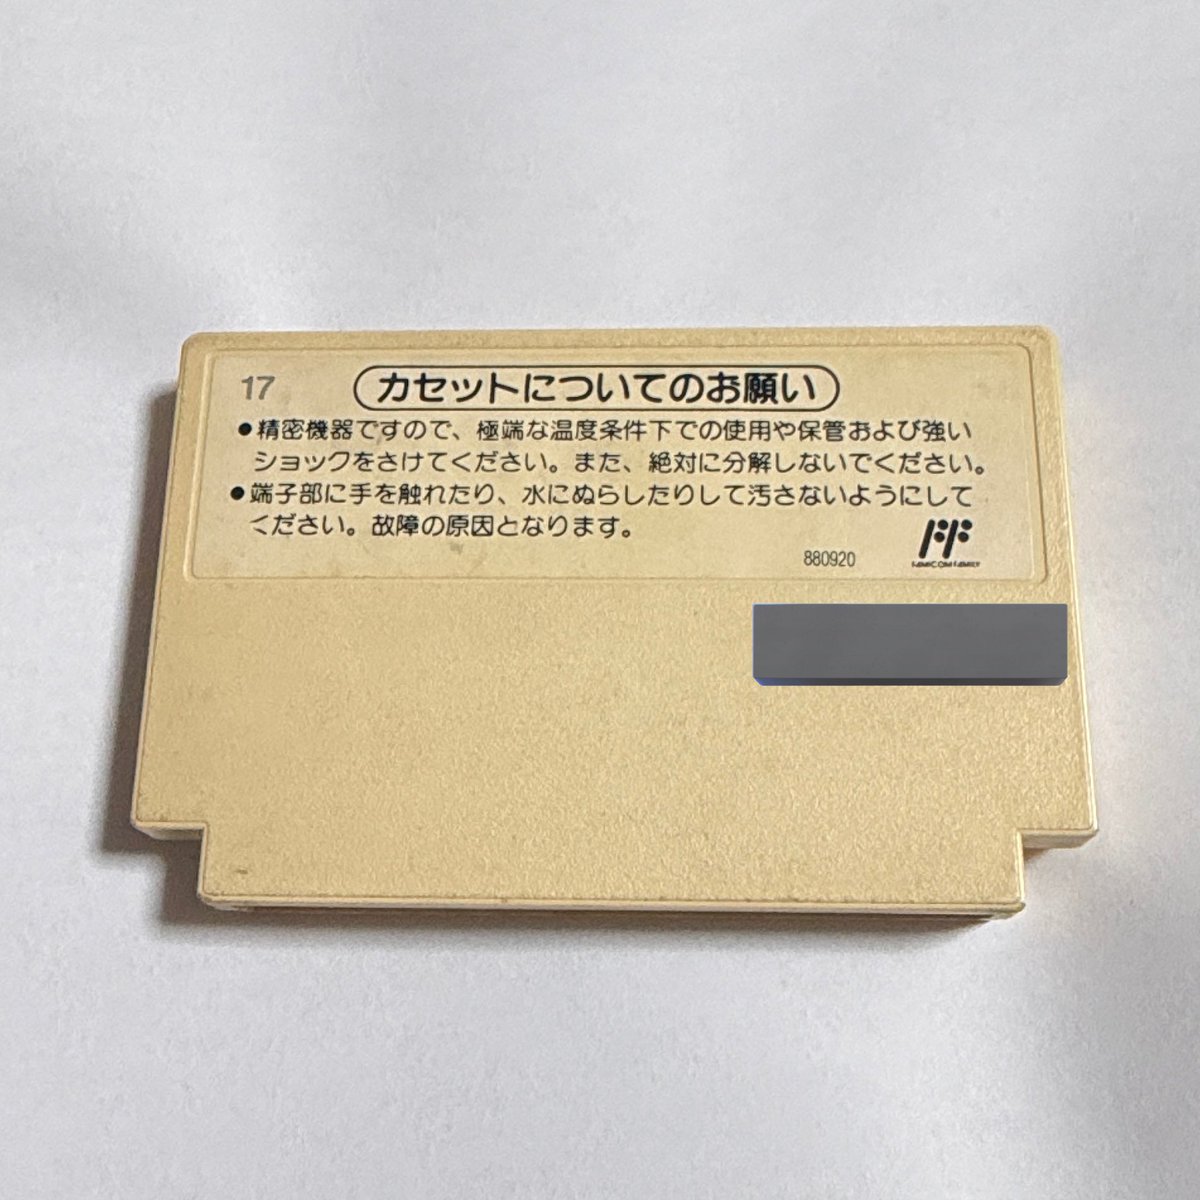 17
カセットについてのお願い
●精密機器ですので、極端な温度条件下での使用や保管および強い
ショックをさけてください。また、絶対に分解しないでください。
●端子部に手を触れたり、水にぬらしたりして汚さないようにして
ください。故障の原因となります。
880920
FF
FAMICOM FAMILY